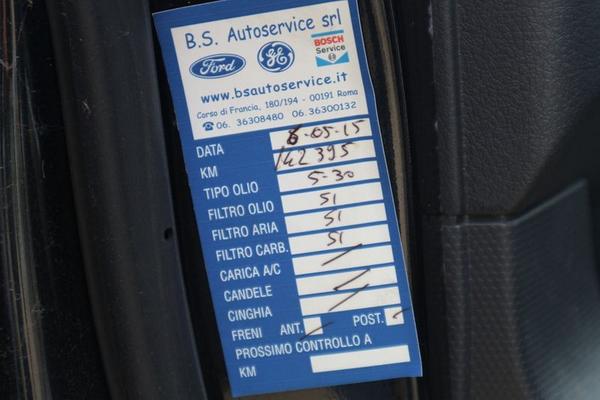 B.S. Autoservice srl
Ford GE BOSCH Service
www.bsautoservice.it
Corso di Francia, 180/194 - 00191 Roma
☎06. 36308480 06.36300132
DATA 6-05-15
KM 142395
TIPO OLIO 5-30
FILTRO OLIO SI
FILTRO ARIA SI
FILTRO CARB. SI
CARICA A/C /
CANDELE /
CINGHIA /
FRENI ANT. / POST. /
PROSSIMO CONTROLLO A
KM